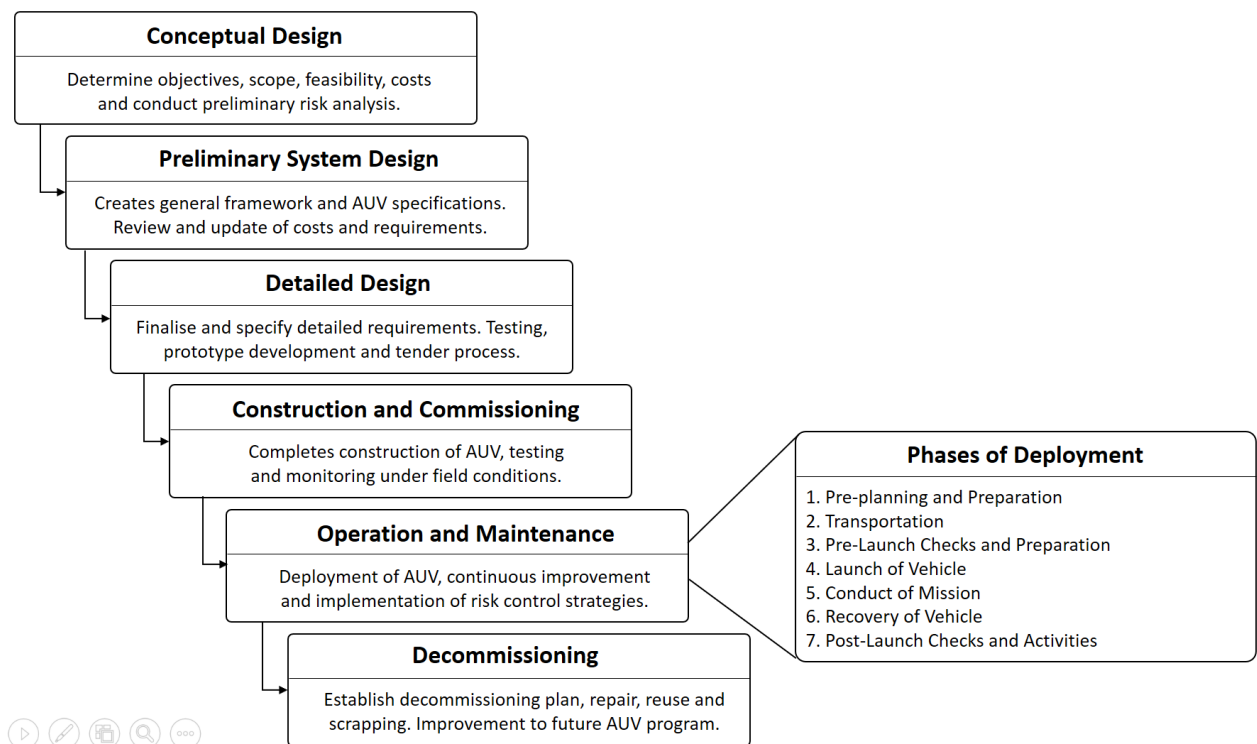 Conceptual Design
Determine objectives, scope, feasibility, costs
and conduct preliminary risk analysis.
Preliminary System Design
Creates general framework and AUV specifications.
Review and update of costs and requirements.
Detailed Design
Finalise and specify detailed requirements. Testing,
prototype development and tender process.
Construction and Commissioning
Completes construction of AUV, testing
and monitoring under field conditions.
Operation and Maintenance
Deployment of AUV, continuous improvement
and implementation of risk control strategies.
Decommissioning
Establish decommissioning plan, repair, reuse and
scrapping. Improvement to future AUV program.
Phases of Deployment
1. Pre-planning and Preparation
2. Transportation
3. Pre-Launch Checks and Preparation
4. Launch of Vehicle
5. Conduct of Mission
6. Recovery of Vehicle
7. Post-Launch Checks and Activities